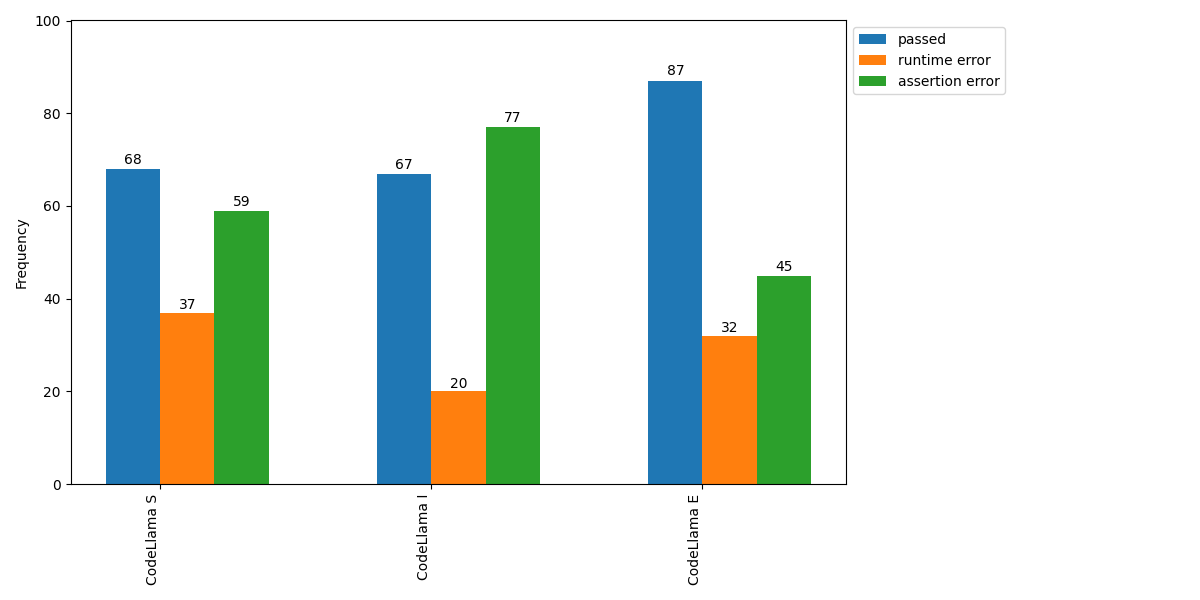 100
80
60
40
20
0
Frequency
68
37
59
67
20
77
87
32
45
CodeLlama S
CodeLlama I
CodeLlama E
passed
runtime error
assertion error